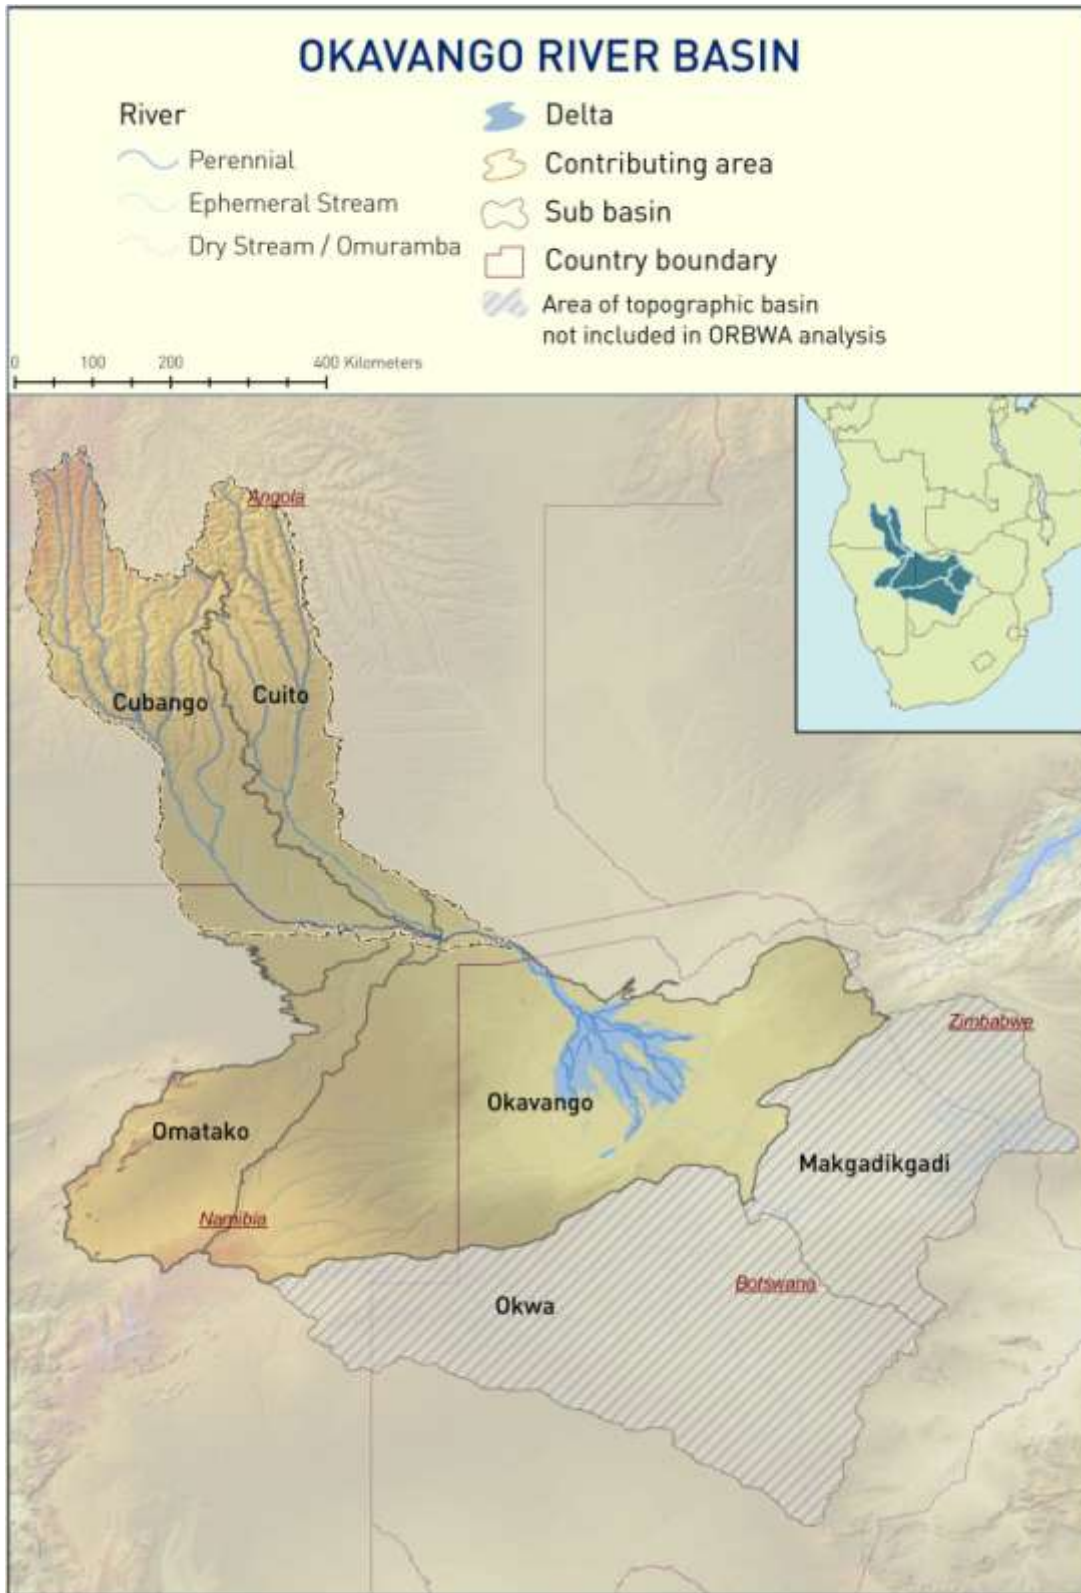 OKAVANGO RIVER BASIN
River
Perennial
Ephemeral Stream
Dry Stream / Omuramba
Delta
Contributing area
Sub basin
Country boundary
Area of topographic basin
not included in ORBWA analysis
0 100 200 400 Kilometers
Angola
Cubango
Cuito
Zimbabwe
Okavango
Omatako
Makgadikgadi
Namibia
Botswana
Okwa